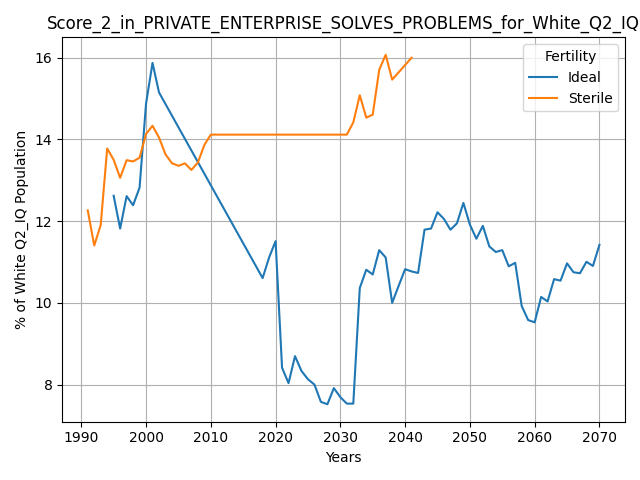 Score_2_in_PRIVATE_ENTERPRISE_SOLVES_PROBLEMS_for_White_Q2_IQ
% of White Q2_IQ Population
16
14
12
10
8
Fertility
Ideal
Sterile
1990 2000 2010 2020 2030 2040 2050 2060 2070
Years